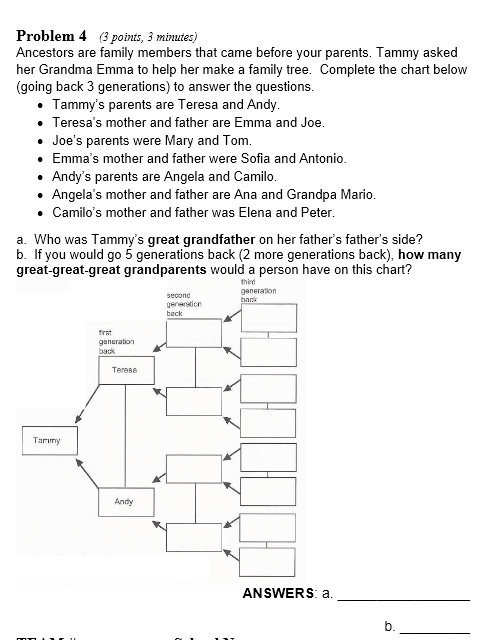 Problem 4 (3 points, 3 minutes)
Ancestors are family members that came before your parents. Tammy asked
her Grandma Emma to help her make a family tree. Complete the chart below
(going back 3 generations) to answer the questions.
• Tammy's parents are Teresa and Andy.
• Teresa's mother and father are Emma and Joe.
• Joe's parents were Mary and Tom.
• Emma's mother and father were Sofia and Antonio.
• Andy's parents are Angela and Camilo.
• Angela's mother and father are Ana and Grandpa Mario.
• Camilo's mother and father was Elena and Peter.
a. Who was Tammy's great grandfather on her father's father's side?
b. If you would go 5 generations back (2 more generations back), how many
great-great-great grandparents would a person have on this chart?
third
generation
back
second
generation
back
first
generation
back
Teresa
Tammy
Andy
ANSWERS: a. ____________________
b. __________